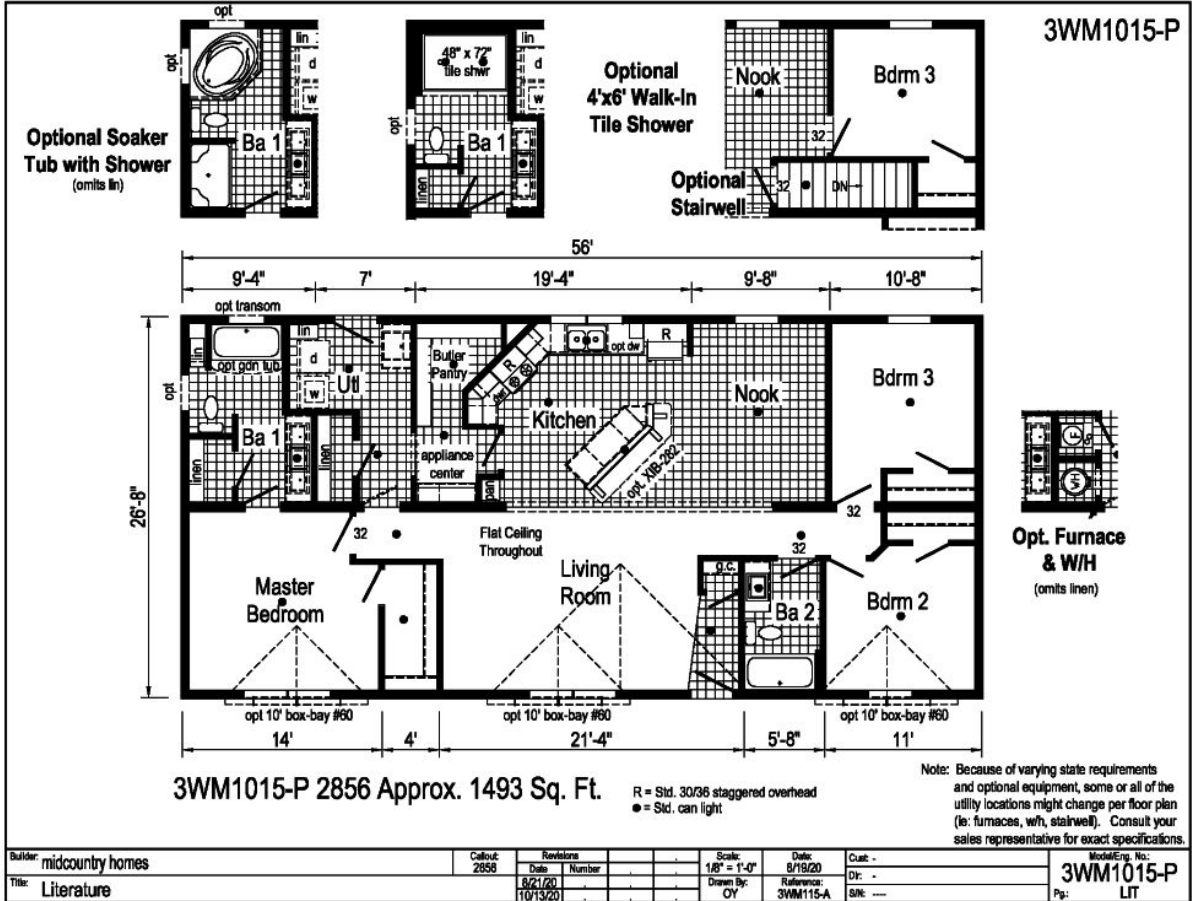 opt
3WM1015-P
opt
Optional Soaker
Tub with Shower
(omits lin)
lin
d
w
Ba 1
48" x 72"
tile shwr
opt
lin
d
w
Ba 1
linen
Optional
4'x6' Walk-In
Tile Shower
Optional
Stairwell
Nook
Bdrm 3
32
32
DN
56'
9'-4"
7'
19'-4"
9'-8"
10'-8"
opt transom
26'-8"
lin
opt gdn tub
opt
Ba 1
linen
lin
d
w
Utl
linen
Butler
Pantry
appliance
center
pan
R
dw
opt dw
R
Kitchen
opt. XIB-282
Nook
Bdrm 3
32
32
32
Flat Ceiling
Throughout
Master
Bedroom
Living
Room
g.c.
Ba 2
Bdrm 2
F
WH
Opt. Furnace
& W/H
(omits linen)
opt 10' box-bay #60
opt 10' box-bay #60
opt 10' box-bay #60
14'
4'
21'-4"
5'-8"
11'
3WM1015-P 2856 Approx. 1493 Sq. Ft.
R = Std. 30/36 staggered overhead
● = Std. can light
Note: Because of varying state requirements
and optional equipment, some or all of the
utility locations might change per floor plan
(ie: furnaces, w/h, stairwell). Consult your
sales representative for exact specifications.
Builder: midcountry homes
Title: Literature
Callout:
2856
Revisions
Date Number
8/21/20
10/13/20
Scale:
1/8" = 1'-0"
Drawn By:
OY
Date:
8/19/20
Reference:
3WM115-A
Cust: -
Dir: -
S/N: ----
Model/Eng. No.:
3WM1015-P
Pg.: LIT